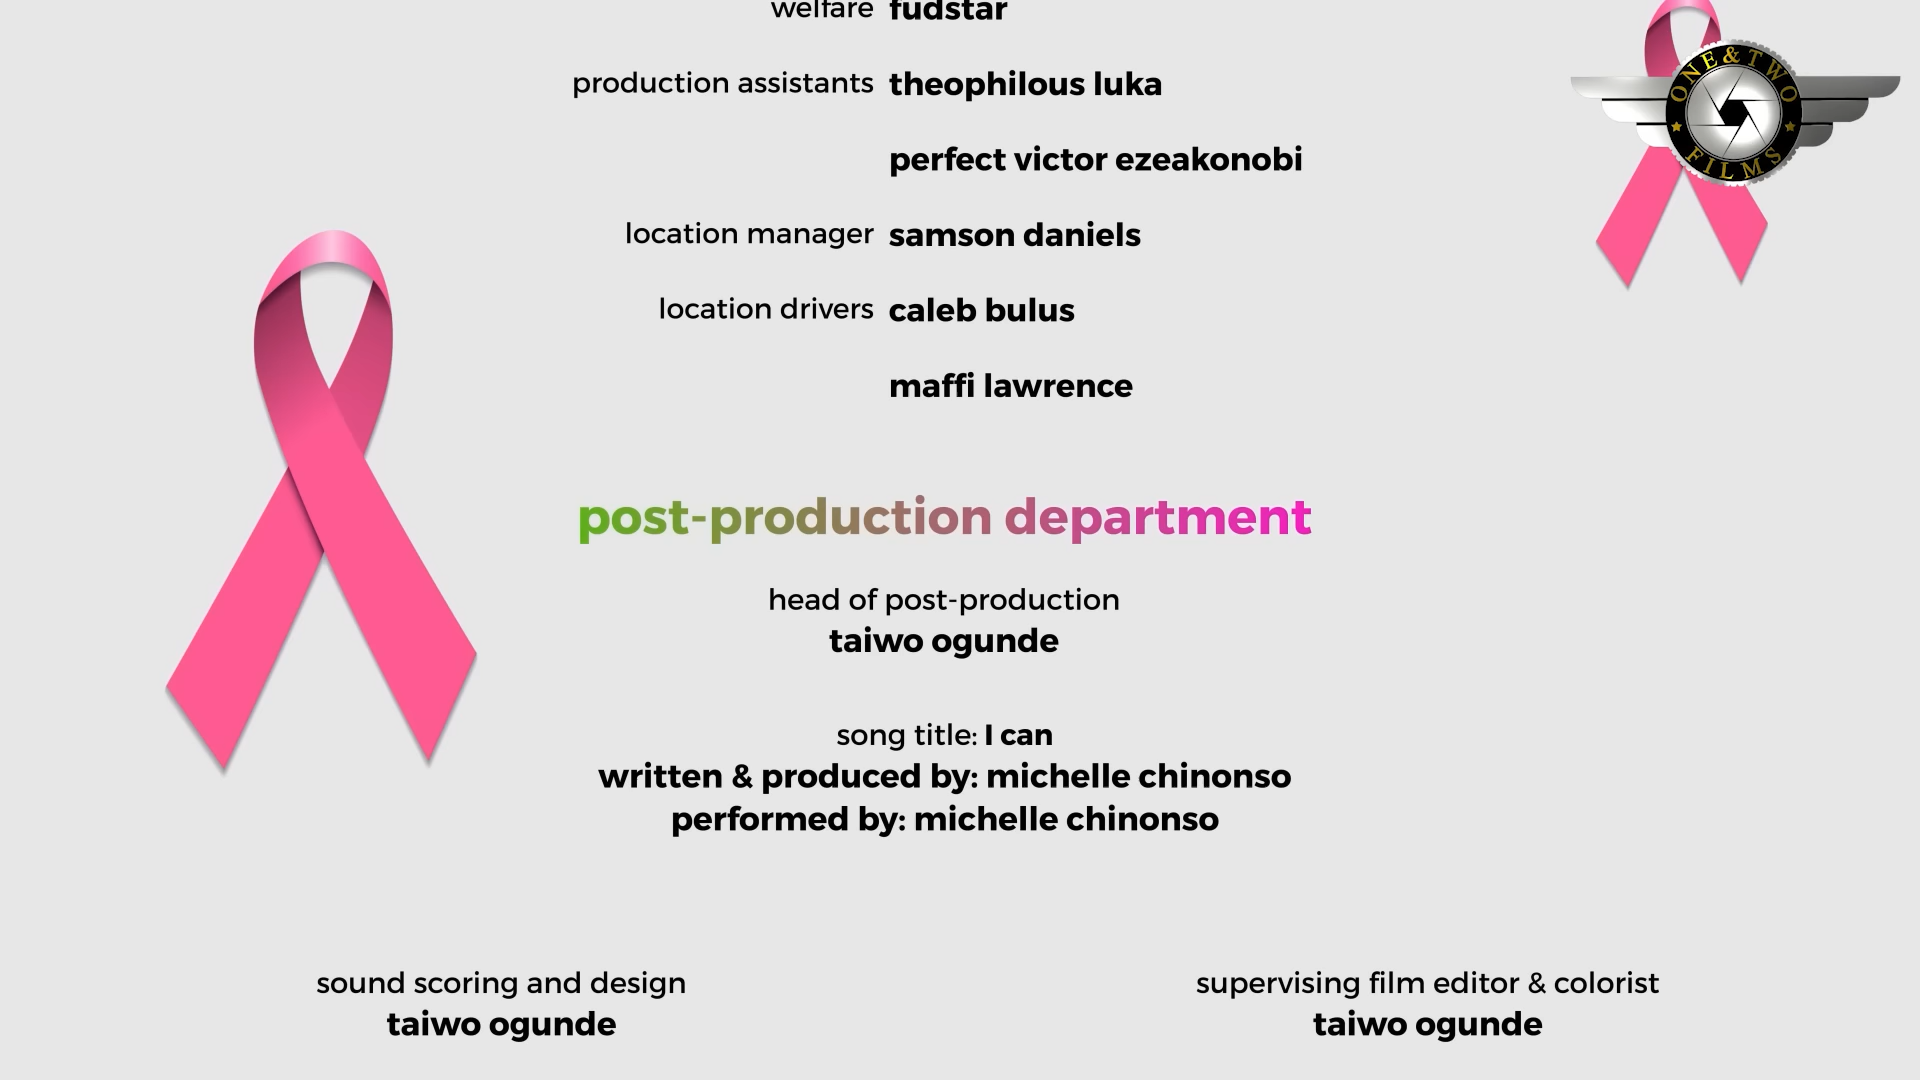 welfare fudstar
production assistants theophilous luka
perfect victor ezeakonobi
location manager samson daniels
location drivers caleb bulus
maffi lawrence
ONE & TWO
FILMS
post-production department
head of post-production
taiwo ogunde
song title: I can
written & produced by: michelle chinonso
performed by: michelle chinonso
sound scoring and design
taiwo ogunde
supervising film editor & colorist
taiwo ogunde